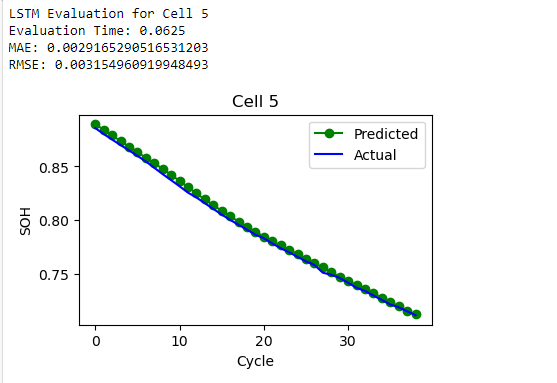 LSTM Evaluation for Cell 5
Evaluation Time: 0.0625
MAE: 0.0029165290516531203
RMSE: 0.003154960919948493
Cell 5
Predicted
Actual
0.85
0.80
0.75
SOH
0 10 20 30
Cycle